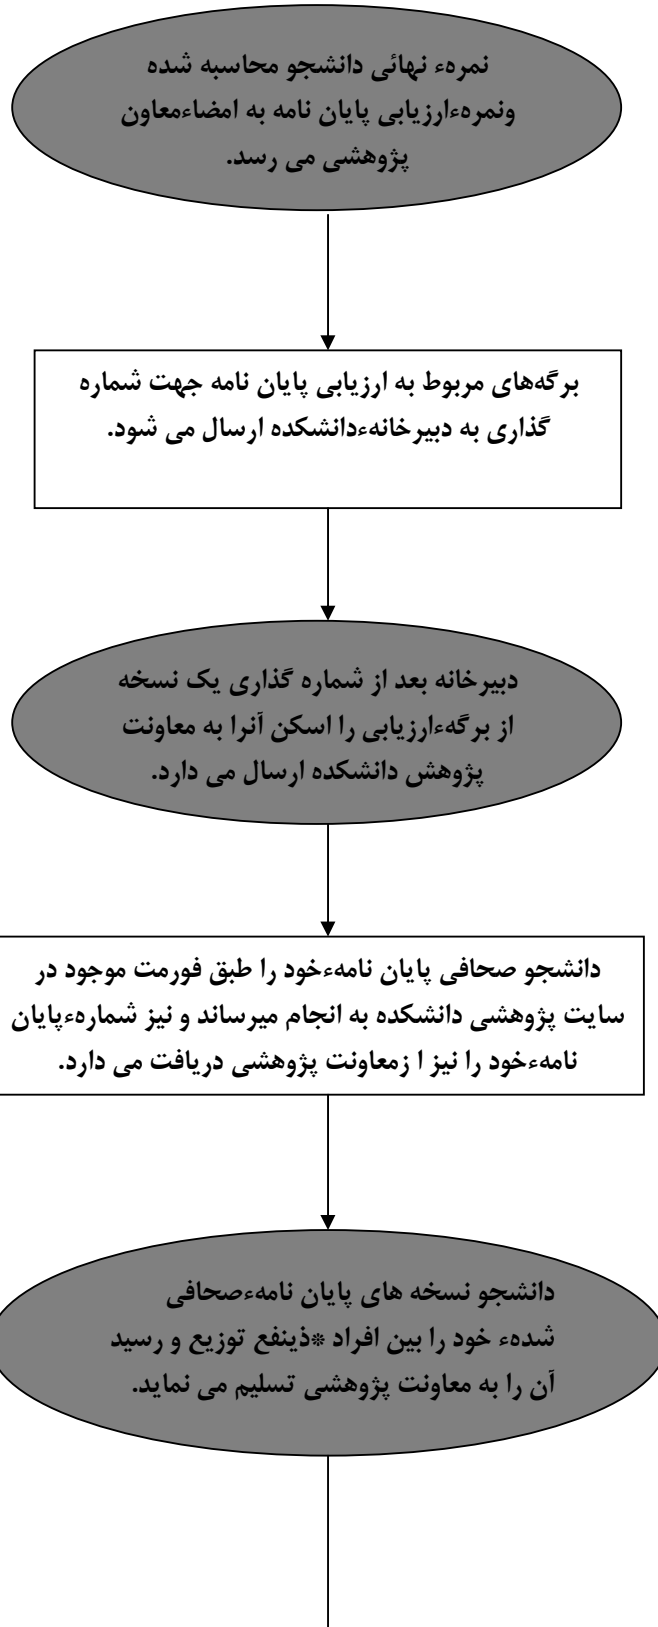 نمرهء نهائی دانشجو محاسبه شده
ونمرهءارزیابی پایان نامه به امضاءمعاون
پژوهشی می رسد.
برگه‌های مربوط به ارزیابی پایان نامه جهت شماره
گذاری به دبیرخانهءدانشکده ارسال می شود.
دبیرخانه بعد از شماره گذاری یک نسخه
از برگهءارزیابی را اسکن آنرا به معاونت
پژوهش دانشکده ارسال می دارد.
دانشجو صحافی پایان نامهءخود را طبق فورمت موجود در
سایت پژوهشی دانشکده به انجام میرساند و نیز شمارهءپایان
نامهءخود را نیز ا زمعاونت پژوهشی دریافت می دارد.
دانشجو نسخه های پایان نامهءصحافی
شدهء خود را بین افراد *ذینفع توزیع و رسید
آن را به معاونت پژوهشی تسلیم می نماید.